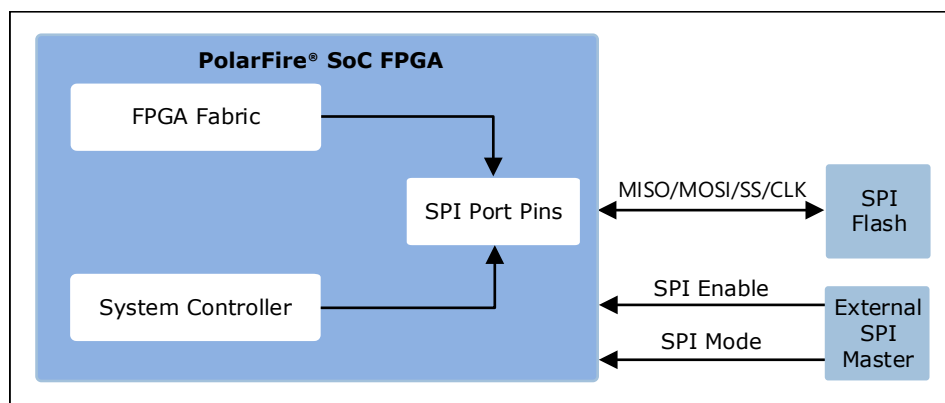 PolarFire® SoC FPGA
FPGA Fabric
SPI Port Pins
System Controller
MISO/MOSI/SS/CLK
SPI
Flash
SPI Enable
SPI Mode
External
SPI
Master